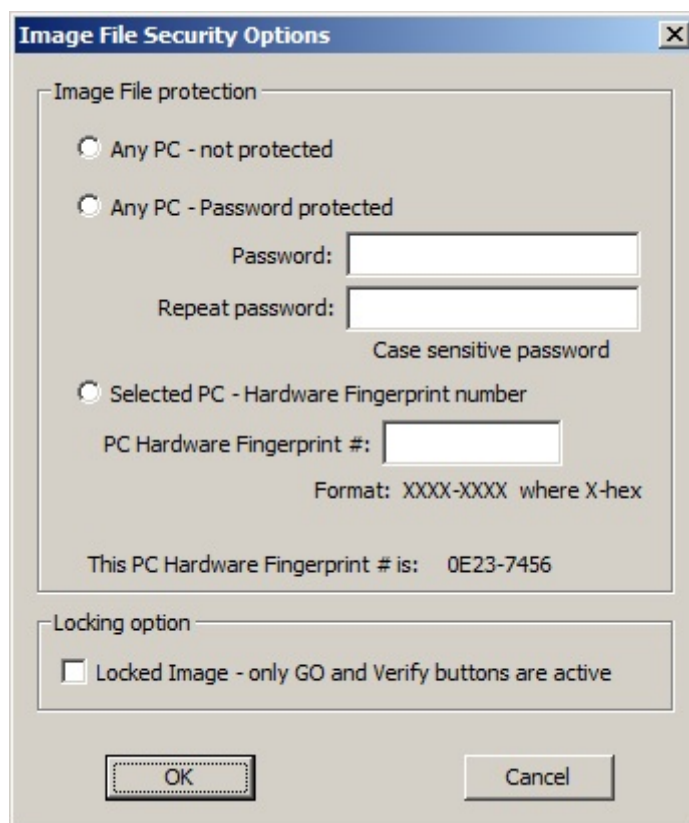 Image File Security Options
Image File protection
Any PC - not protected
Any PC - Password protected
Password:
Repeat password:
Case sensitive password
Selected PC - Hardware Fingerprint number
PC Hardware Fingerprint #:
Format: XXXX-XXXX where X-hex
This PC Hardware Fingerprint # is: 0E23-7456
Locking option
Locked Image - only GO and Verify buttons are active
OK Cancel